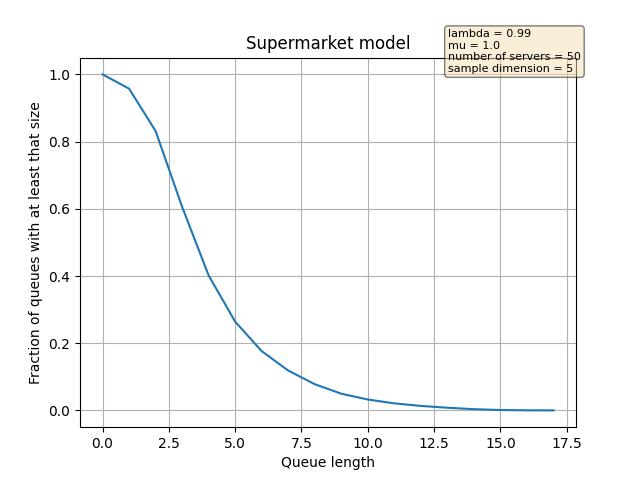 Supermarket model
lambda = 0.99
mu = 1.0
number of servers = 50
sample dimension = 5
Fraction of queues with at least that size
1.0
0.8
0.6
0.4
0.2
0.0
0.0 2.5 5.0 7.5 10.0 12.5 15.0 17.5
Queue length